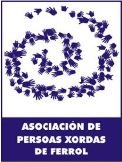 ASOCIACIÓN DE
PERSOAS XORDAS
DE FERROL